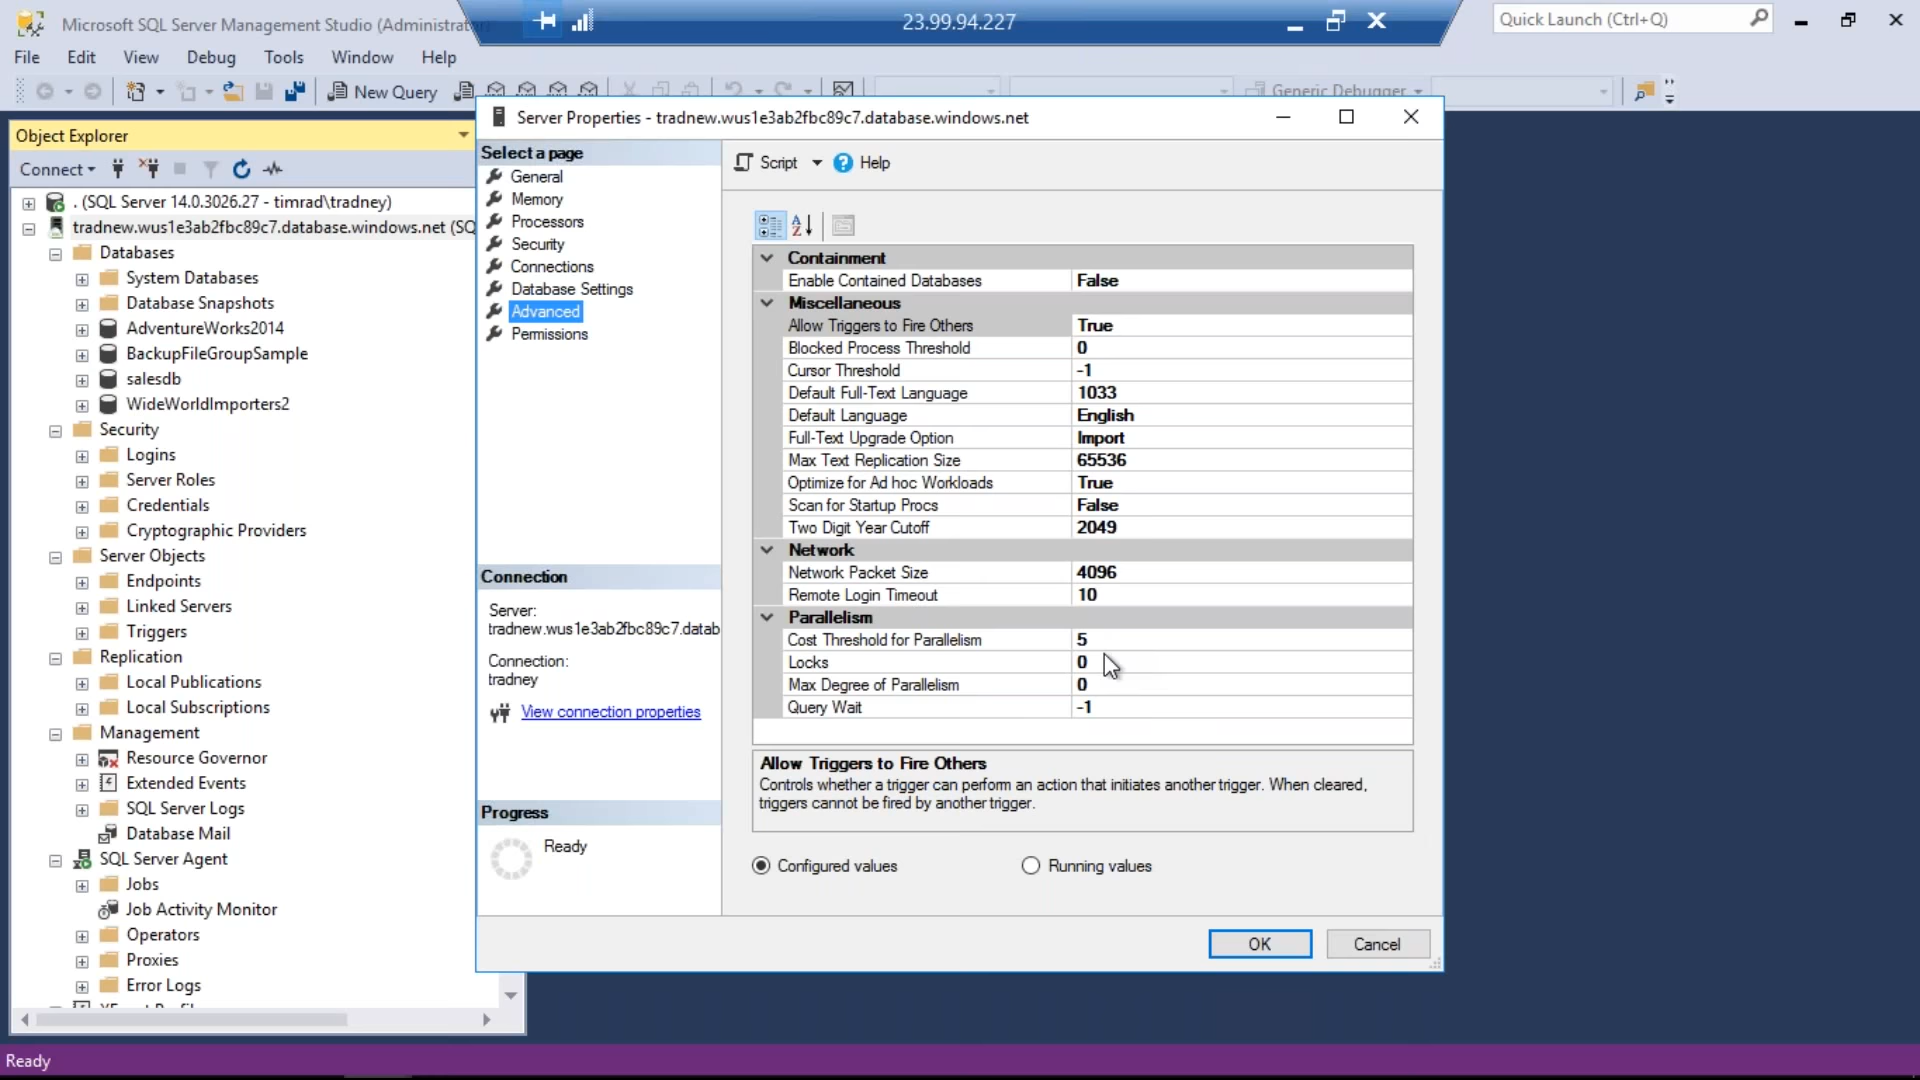 Microsoft SQL Server Management Studio (Administrator
23.99.94.227
Quick Launch (Ctrl+Q)
File Edit View Debug Tools Window Help
New Query
Generic Debugger
Object Explorer
Connect
. (SQL Server 14.0.3026.27 - timrad\tradney)
tradnew.wus1e3ab2fbc89c7.database.windows.net (SQ
Databases
System Databases
Database Snapshots
AdventureWorks2014
BackupFileGroupSample
salesdb
WideWorldImporters2
Security
Logins
Server Roles
Credentials
Cryptographic Providers
Server Objects
Endpoints
Linked Servers
Triggers
Replication
Local Publications
Local Subscriptions
Management
Resource Governor
Extended Events
SQL Server Logs
Database Mail
SQL Server Agent
Jobs
Job Activity Monitor
Operators
Proxies
Error Logs
Ready
Server Properties - tradnew.wus1e3ab2fbc89c7.database.windows.net
Select a page
General
Memory
Processors
Security
Connections
Database Settings
Advanced
Permissions
Connection
Server:
tradnew.wus1e3ab2fbc89c7.datab
Connection:
tradney
View connection properties
Progress
Ready
Script Help
Containment
Enable Contained Databases False
Miscellaneous
Allow Triggers to Fire Others True
Blocked Process Threshold 0
Cursor Threshold -1
Default Full-Text Language 1033
Default Language English
Full-Text Upgrade Option Import
Max Text Replication Size 65536
Optimize for Ad hoc Workloads True
Scan for Startup Procs False
Two Digit Year Cutoff 2049
Network
Network Packet Size 4096
Remote Login Timeout 10
Parallelism
Cost Threshold for Parallelism 5
Locks 0
Max Degree of Parallelism 0
Query Wait -1
Allow Triggers to Fire Others
Controls whether a trigger can perform an action that initiates another trigger. When cleared,
triggers cannot be fired by another trigger.
Configured values Running values
OK Cancel